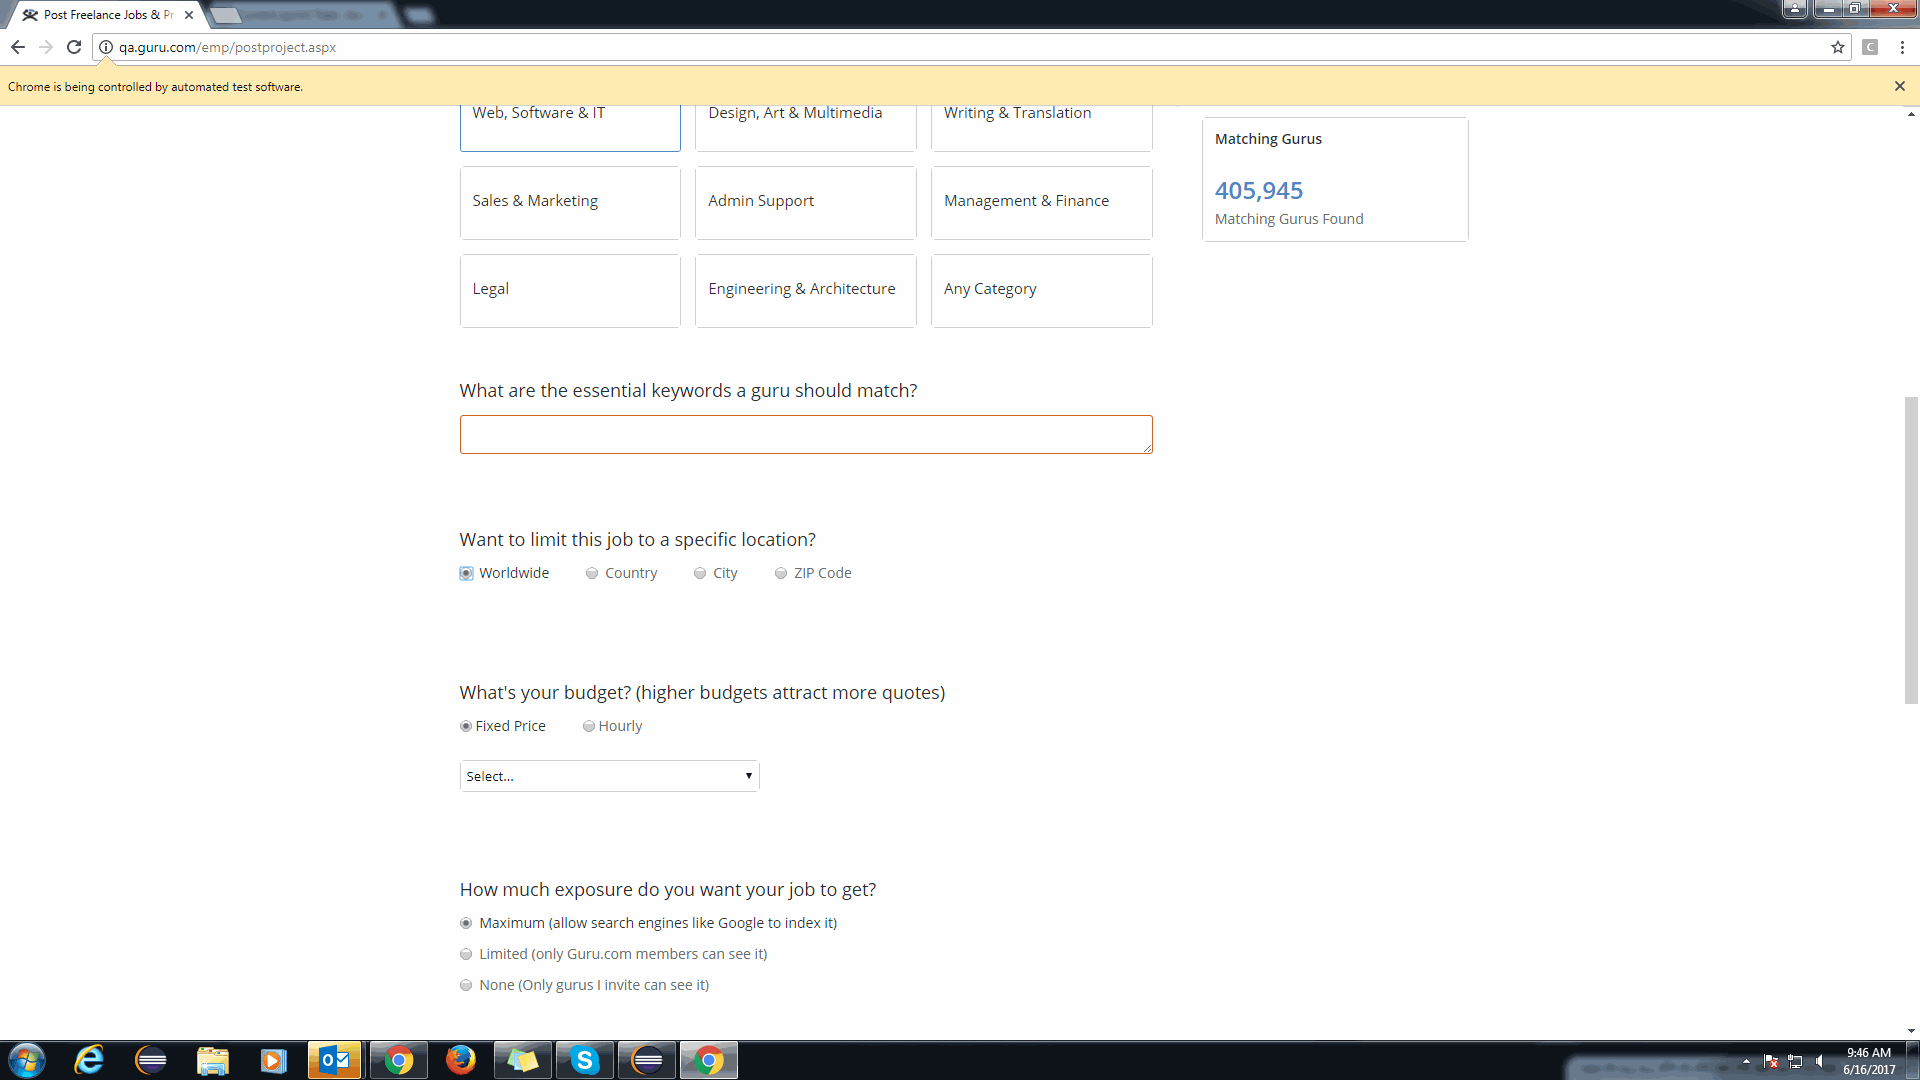 Post Freelance Jobs & Pr
qa.guru.com/emp/postproject.aspx
C
Chrome is being controlled by automated test software.
Web, Software & IT
Design, Art & Multimedia
Writing & Translation
Matching Gurus
405,945
Matching Gurus Found
Sales & Marketing
Admin Support
Management & Finance
Legal
Engineering & Architecture
Any Category
What are the essential keywords a guru should match?
Want to limit this job to a specific location?
Worldwide Country City ZIP Code
What's your budget? (higher budgets attract more quotes)
Fixed Price Hourly
Select...
How much exposure do you want your job to get?
Maximum (allow search engines like Google to index it)
Limited (only Guru.com members can see it)
None (Only gurus I invite can see it)
9:46 AM
6/16/2017